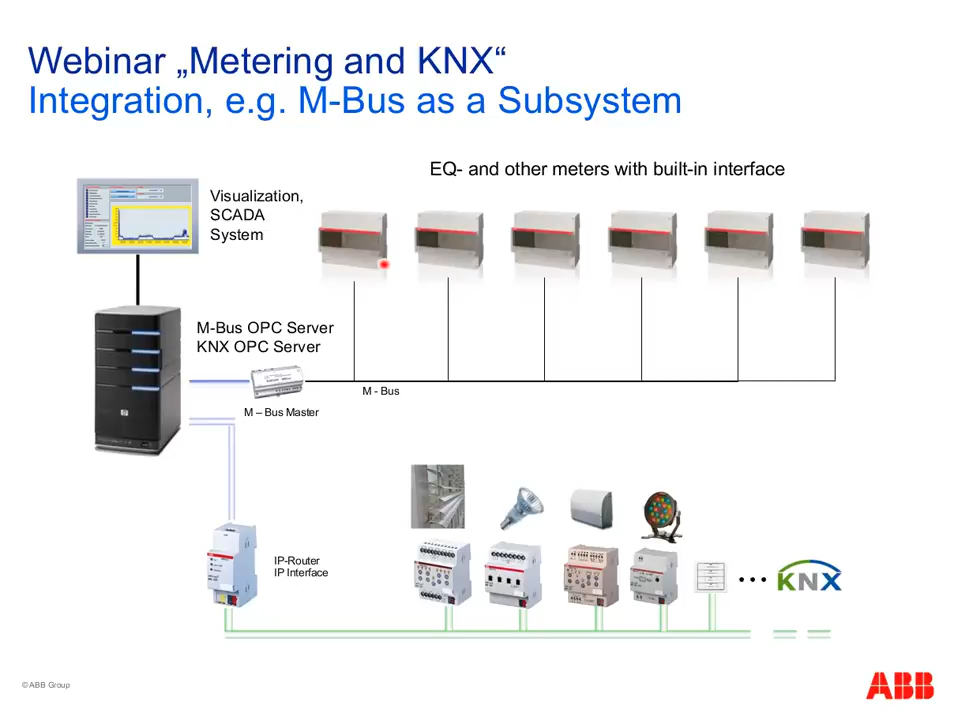 Webinar „Metering and KNX“
Integration, e.g. M-Bus as a Subsystem
EQ- and other meters with built-in interface
Visualization,
SCADA
System
M-Bus OPC Server
KNX OPC Server
M - Bus
M – Bus Master
IP-Router
IP Interface
KNX
© ABB Group
ABB